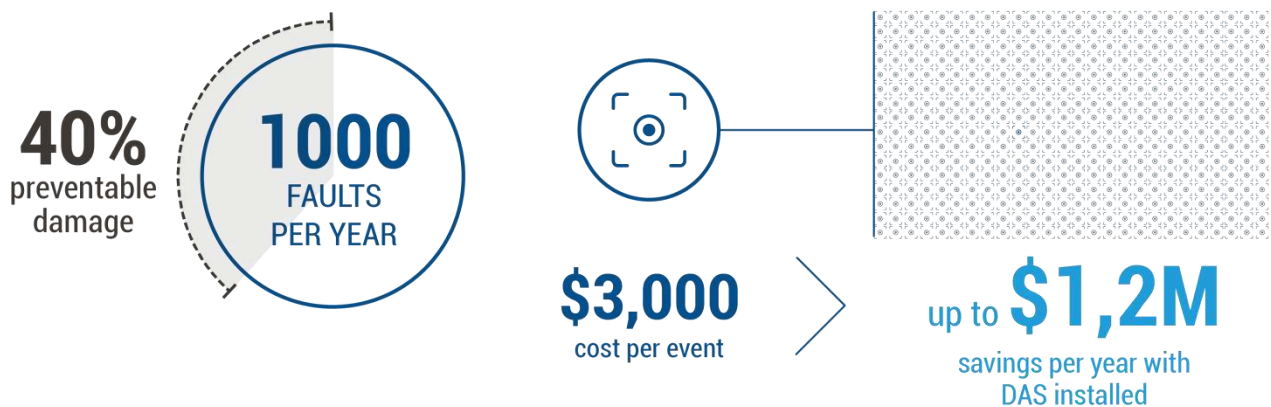 40%
preventable
damage
1000
FAULTS
PER YEAR
$3,000
cost per event
up to $1,2M
savings per year with
DAS installed